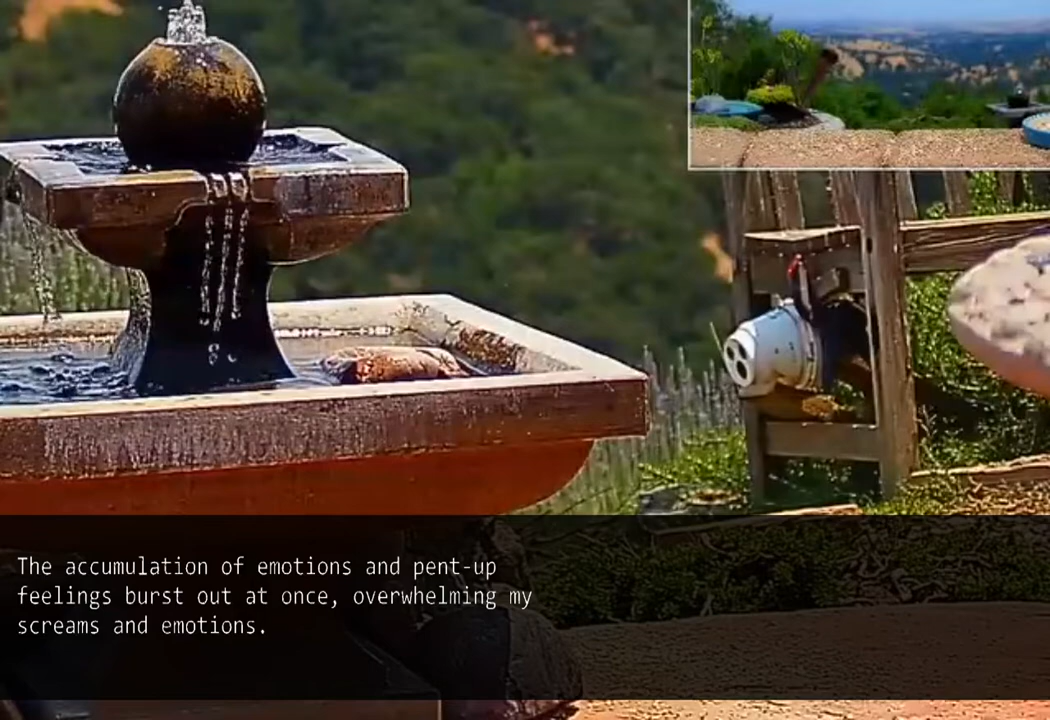 The accumulation of emotions and pent-up
feelings burst out at once, overwhelming my
screams and emotions.